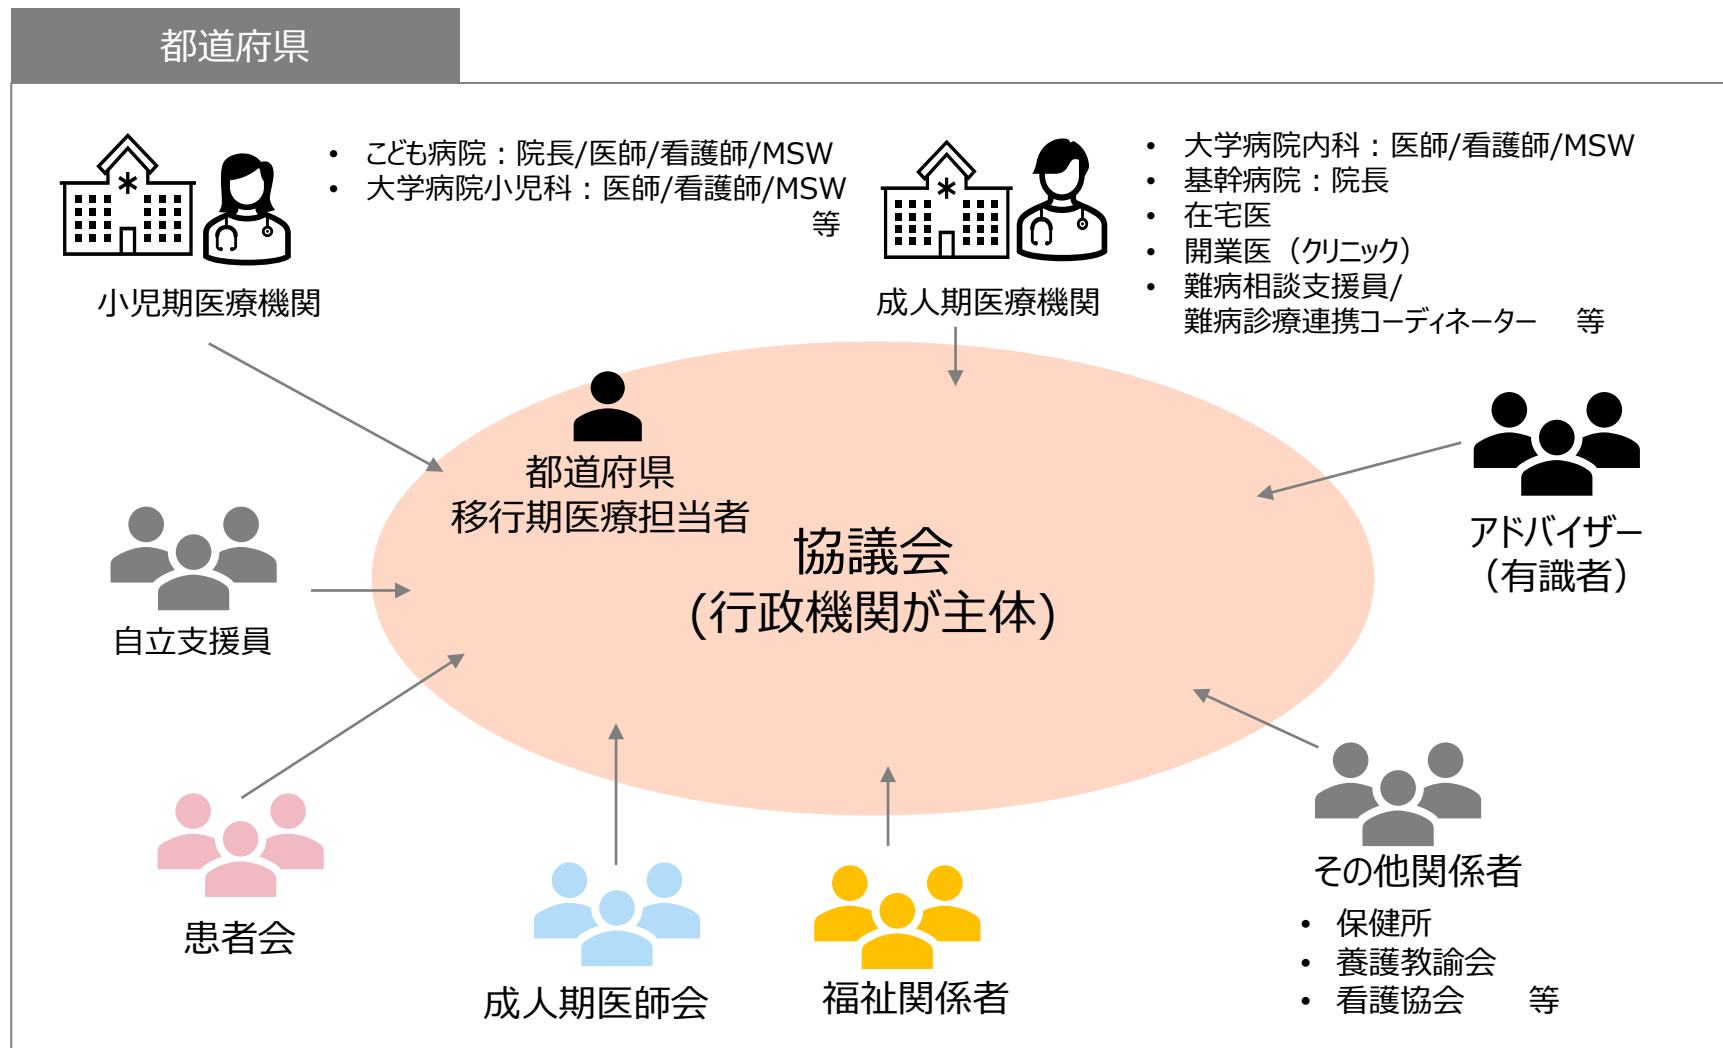 都道府県
• こども病院：院長/医師/看護師/MSW
• 大学病院小児科：医師/看護師/MSW
等
小児期医療機関
• 大学病院内科：医師/看護師/MSW
• 基幹病院：院長
• 在宅医
• 開業医（クリニック）
• 難病相談支援員/
難病診療連携コーディネーター　等
成人期医療機関
都道府県
移行期医療担当者
協議会
(行政機関が主体)
アドバイザー
（有識者）
自立支援員
患者会
成人期医師会
福祉関係者
その他関係者
• 保健所
• 養護教諭会
• 看護協会　等